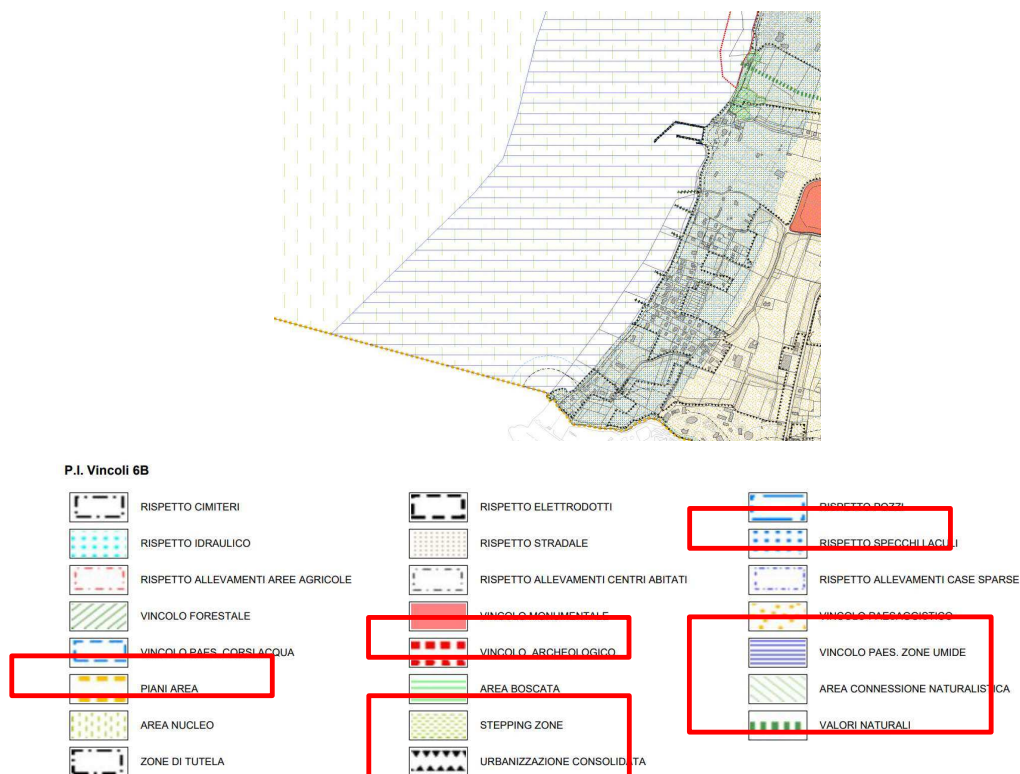 P.I. Vincoli 6B
RISPETTO CIMITERI
RISPETTO ELETTRODOTTI
RISPETTO POZZI
RISPETTO IDRAULICO
RISPETTO STRADALE
RISPETTO SPECCHI LACULI
RISPETTO ALLEVAMENTI AREE AGRICOLE
RISPETTO ALLEVAMENTI CENTRI ABITATI
RISPETTO ALLEVAMENTI CASE SPARSE
VINCOLO FORESTALE
VINCOLO MONUMENTALE
VINCOLO PAESAGGISTICO
VINCOLO PAES. CORSI ACQUA
VINCOLO ARCHEOLOGICO
VINCOLO PAES. ZONE UMIDE
PIANI AREA
AREA BOSCATA
AREA CONNESSIONE NATURALISTICA
AREA NUCLEO
STEPPING ZONE
VALORI NATURALI
ZONE DI TUTELA
URBANIZZAZIONE CONSOLIDATA